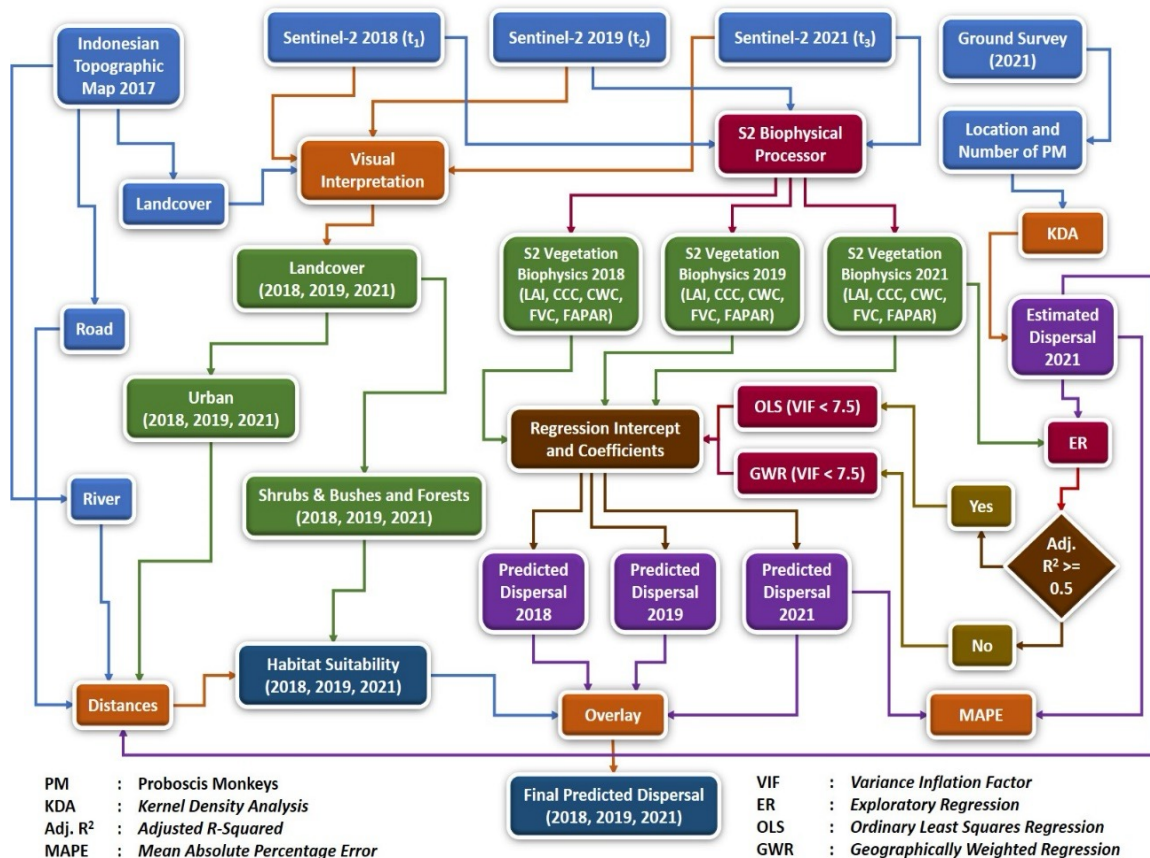 Indonesian
Topographic
Map 2017
Sentinel-2 2018 (t₁)
Sentinel-2 2019 (t₂)
Sentinel-2 2021 (t₃)
Ground Survey
(2021)
Visual
Interpretation
S2 Biophysical
Processor
Location and
Number of PM
Landcover
KDA
Landcover
(2018, 2019, 2021)
S2 Vegetation
Biophysics 2018
(LAI, CCC, CWC,
FVC, FAPAR)
S2 Vegetation
Biophysics 2019
(LAI, CCC, CWC,
FVC, FAPAR)
S2 Vegetation
Biophysics 2021
(LAI, CCC, CWC,
FVC, FAPAR)
Estimated
Dispersal
2021
Road
Urban
(2018, 2019, 2021)
Regression Intercept
and Coefficients
OLS (VIF < 7.5)
GWR (VIF < 7.5)
ER
River
Shrubs & Bushes and Forests
(2018, 2019, 2021)
Yes
Adj.
R² >=
0.5
No
Predicted
Dispersal
2018
Predicted
Dispersal
2019
Predicted
Dispersal
2021
Habitat Suitability
(2018, 2019, 2021)
Distances
Overlay
MAPE
Final Predicted Dispersal
(2018, 2019, 2021)
PM : Proboscis Monkeys
KDA : Kernel Density Analysis
Adj. R² : Adjusted R-Squared
MAPE : Mean Absolute Percentage Error
VIF : Variance Inflation Factor
ER : Exploratory Regression
OLS : Ordinary Least Squares Regression
GWR : Geographically Weighted Regression